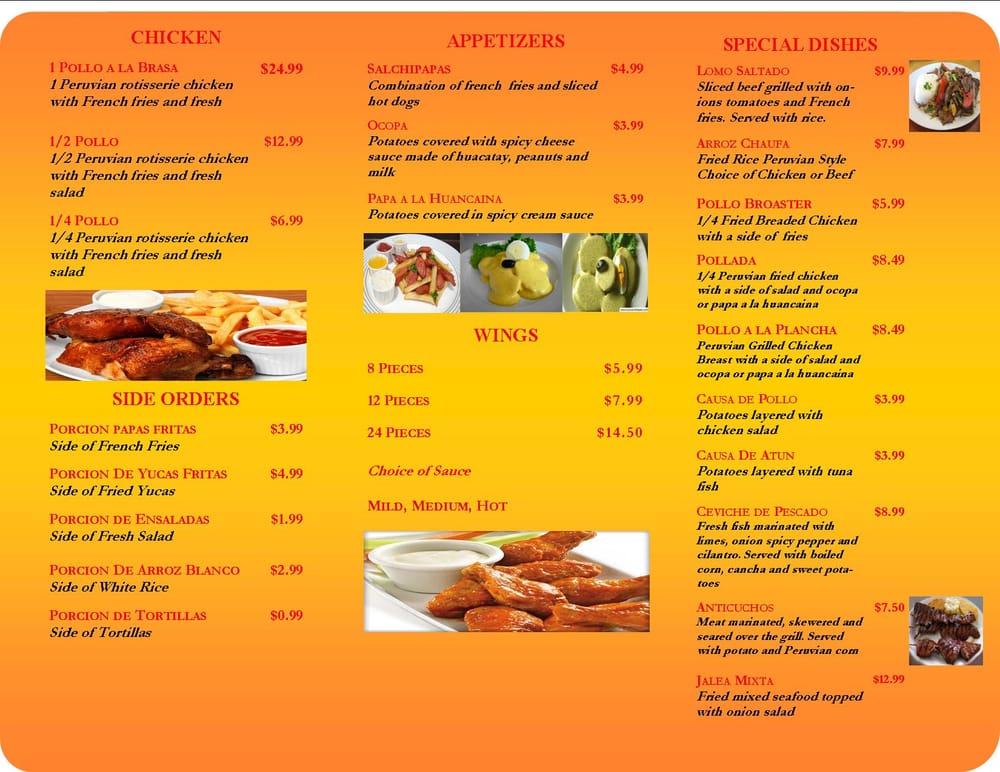 CHICKEN
1 Pollo a la Brasa $24.99
1 Peruvian rotisserie chicken
with French fries and fresh
1/2 Pollo $12.99
1/2 Peruvian rotisserie chicken
with French fries and fresh
salad
1/4 Pollo $6.99
1/4 Peruvian rotisserie chicken
with French fries and fresh
salad
SIDE ORDERS
Porcion papas fritas $3.99
Side of French Fries
Porcion De Yucas Fritas $4.99
Side of Fried Yucas
Porcion de Ensaladas $1.99
Side of Fresh Salad
Porcion De Arroz Blanco $2.99
Side of White Rice
Porcion de Tortillas $0.99
Side of Tortillas
APPETIZERS
Salchipapas $4.99
Combination of french fries and sliced
hot dogs
Ocopa $3.99
Potatoes covered with spicy cheese
sauce made of huacatay, peanuts and
milk
Papa a la Huancaina $3.99
Potatoes covered in spicy cream sauce
WINGS
8 Pieces $5.99
12 Pieces $7.99
24 Pieces $14.50
Choice of Sauce
Mild, Medium, Hot
SPECIAL DISHES
Lomo Saltado $9.99
Sliced beef grilled with on-
ions tomatoes and French
fries. Served with rice.
Arroz Chaufa $7.99
Fried Rice Peruvian Style
Choice of Chicken or Beef
Pollo Broaster $5.99
1/4 Fried Breaded Chicken
with a side of fries
Pollada $8.49
1/4 Peruvian fried chicken
with a side of salad and ocopa
or papa a la huancaina
Pollo a la Plancha $8.49
Peruvian Grilled Chicken
Breast with a side of salad and
ocopa or papa a la huancaina
Causa de Pollo $3.99
Potatoes layered with
chicken salad
Causa De Atun $3.99
Potatoes layered with tuna
fish
Ceviche de Pescado $8.99
Fresh fish marinated with
limes, onion spicy pepper and
cilantro. Served with boiled
corn, cancha and sweet pota-
toes
Anticuchos $7.50
Meat marinated, skewered and
seared over the grill. Served
with potato and Peruvian corn
Jalea Mixta $12.99
Fried mixed seafood topped
with onion salad